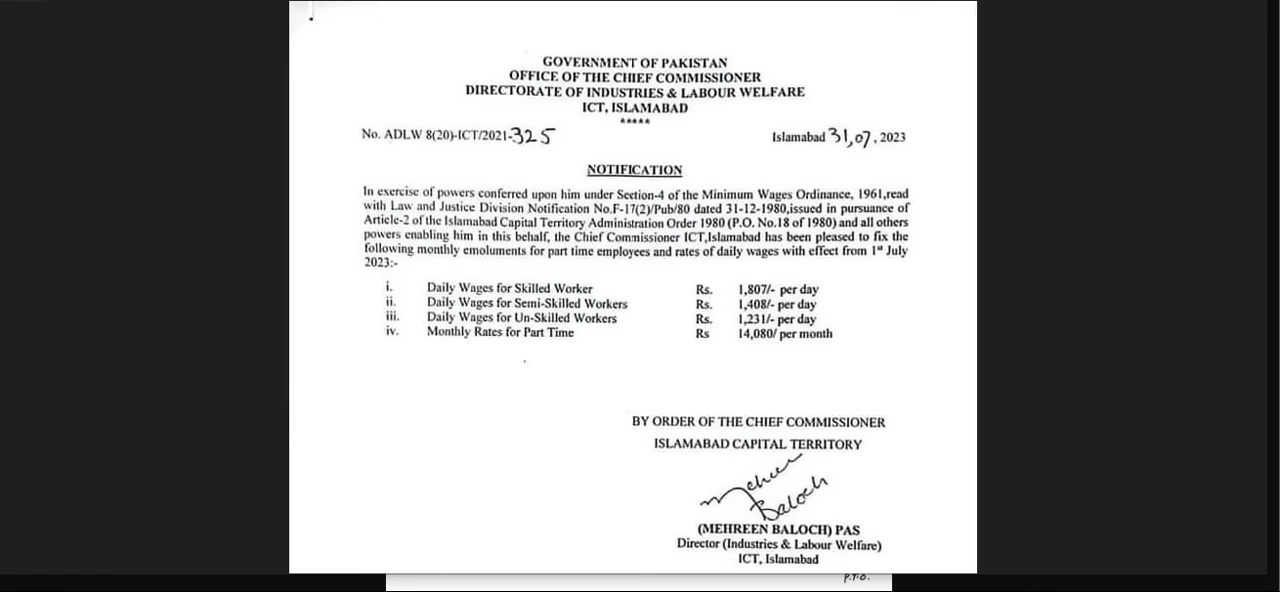 GOVERNMENT OF PAKISTAN
OFFICE OF THE CHIEF COMMISSIONER
DIRECTORATE OF INDUSTRIES & LABOUR WELFARE
ICT, ISLAMABAD
*****
No. ADLW 8(20)-ICT/2021-325 Islamabad 31,07, 2023
NOTIFICATION
In exercise of powers conferred upon him under Section-4 of the Minimum Wages Ordinance, 1961,read
with Law and Justice Division Notification No.F-17(2)/Pub/80 dated 31-12-1980,issued in pursuance of
Article-2 of the Islamabad Capital Territory Administration Order 1980 (P.O. No.18 of 1980) and all others
powers enabling him in this behalf, the Chief Commissioner ICT,Islamabad has been pleased to fix the
following monthly emoluments for part time employees and rates of daily wages with effect from 1st July
2023:-
i. Daily Wages for Skilled Worker Rs. 1,807/- per day
ii. Daily Wages for Semi-Skilled Workers Rs. 1,408/- per day
iii. Daily Wages for Un-Skilled Workers Rs. 1,231/- per day
iv. Monthly Rates for Part Time Rs 14,080/ per month
BY ORDER OF THE CHIEF COMMISSIONER
ISLAMABAD CAPITAL TERRITORY
Mehreen
Baloch
(MEHREEN BALOCH) PAS
Director (Industries & Labour Welfare)
ICT, Islamabad
P.T.O.